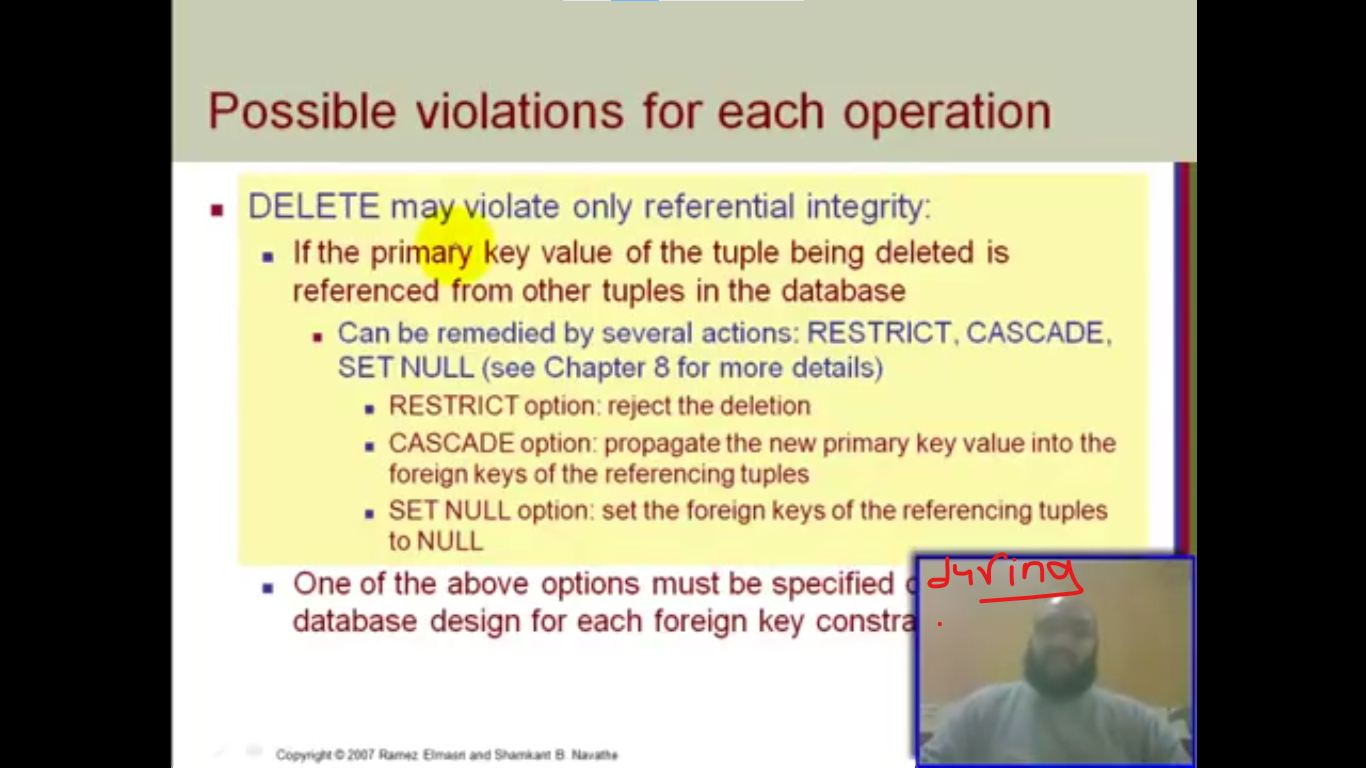 Possible violations for each operation
DELETE may violate only referential integrity:
If the primary key value of the tuple being deleted is
referenced from other tuples in the database
Can be remedied by several actions: RESTRICT, CASCADE,
SET NULL (see Chapter 8 for more details)
RESTRICT option: reject the deletion
CASCADE option: propagate the new primary key value into the
foreign keys of the referencing tuples
SET NULL option: set the foreign keys of the referencing tuples
to NULL
One of the above options must be specified during
database design for each foreign key constra
Copyright © 2007 Ramez Elmasri and Shamkant B. Navathe